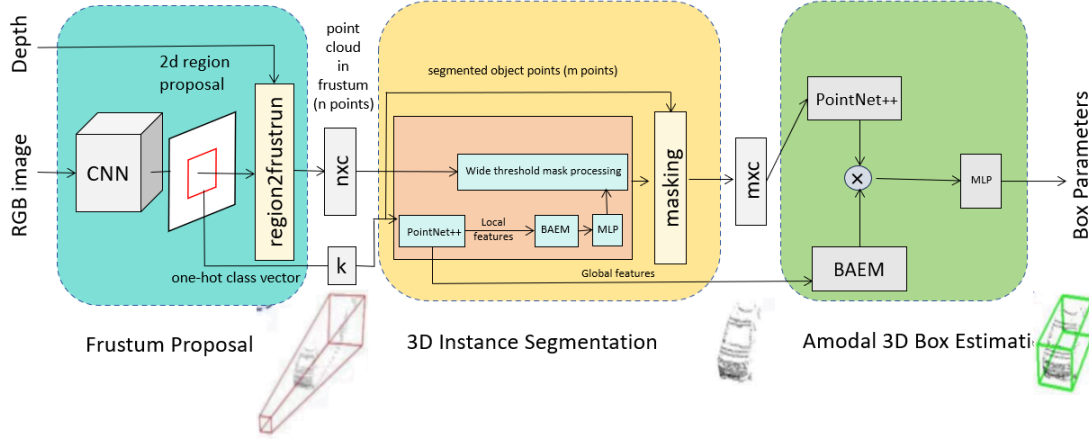 Depth
RGB image
2d region
proposal
CNN
region2frustrun
one-hot class vector
point
cloud
in
frustum
(n points)
nxc
k
segmented object points (m points)
Wide threshold mask processing
PointNet++
Local
features
BAEM
MLP
masking
Global features
mxc
PointNet++
×
MLP
BAEM
Box Parameters
Frustum Proposal
3D Instance Segmentation
Amodal 3D Box Estimati